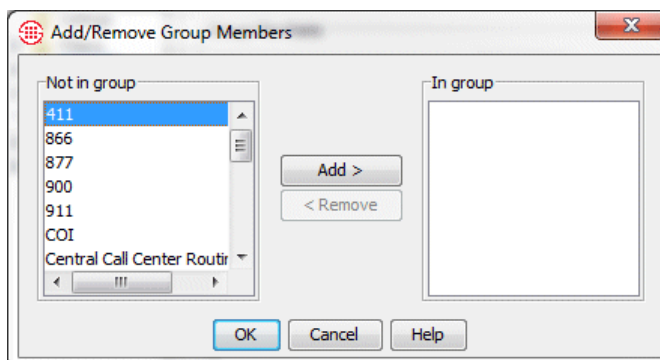 Add/Remove Group Members
Not in group
411
866
877
900
911
COI
Central Call Center Routin
Add >
< Remove
In group
OK
Cancel
Help